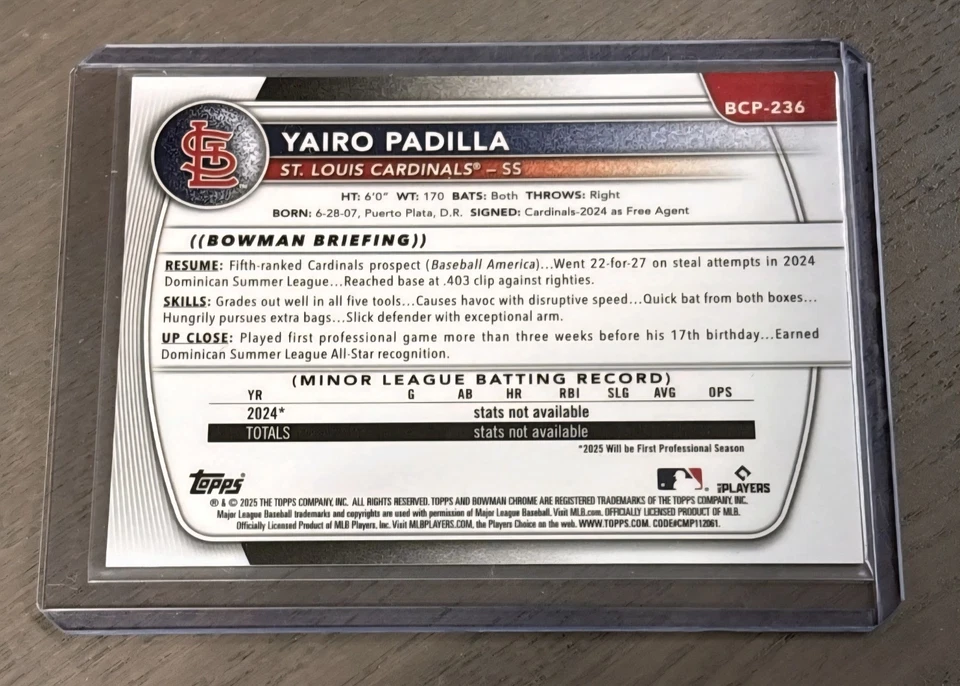 BCP-236
YAIRO PADILLA
ST. LOUIS CARDINALS® – SS
HT: 6'0" WT: 170 BATS: Both THROWS: Right
BORN: 6-28-07, Puerto Plata, D.R. SIGNED: Cardinals-2024 as Free Agent
((BOWMAN BRIEFING))
RESUME: Fifth-ranked Cardinals prospect (Baseball America)...Went 22-for-27 on steal attempts in 2024
Dominican Summer League...Reached base at .403 clip against righties.
SKILLS: Grades out well in all five tools...Causes havoc with disruptive speed...Quick bat from both boxes...
Hungrily pursues extra bags...Slick defender with exceptional arm.
UP CLOSE: Played first professional game more than three weeks before his 17th birthday...Earned
Dominican Summer League All-Star recognition.
(MINOR LEAGUE BATTING RECORD)
YR G AB HR RBI SLG AVG OPS
2024* stats not available
TOTALS stats not available
*2025 Will be First Professional Season
Topps®
MLB PLAYERS
® & © 2025 THE TOPPS COMPANY, INC. ALL RIGHTS RESERVED. TOPPS AND BOWMAN CHROME ARE REGISTERED TRADEMARKS OF THE TOPPS COMPANY, INC.
Major League Baseball trademarks and copyrights are used with permission of Major League Baseball. Visit MLB.com. OFFICIALLY LICENSED PRODUCT OF MLB.
Officially Licensed Product of MLB Players, Inc. Visit MLBPLAYERS.COM, the Players Choice on the web. WWW.TOPPS.COM. CODE#CMP112061.